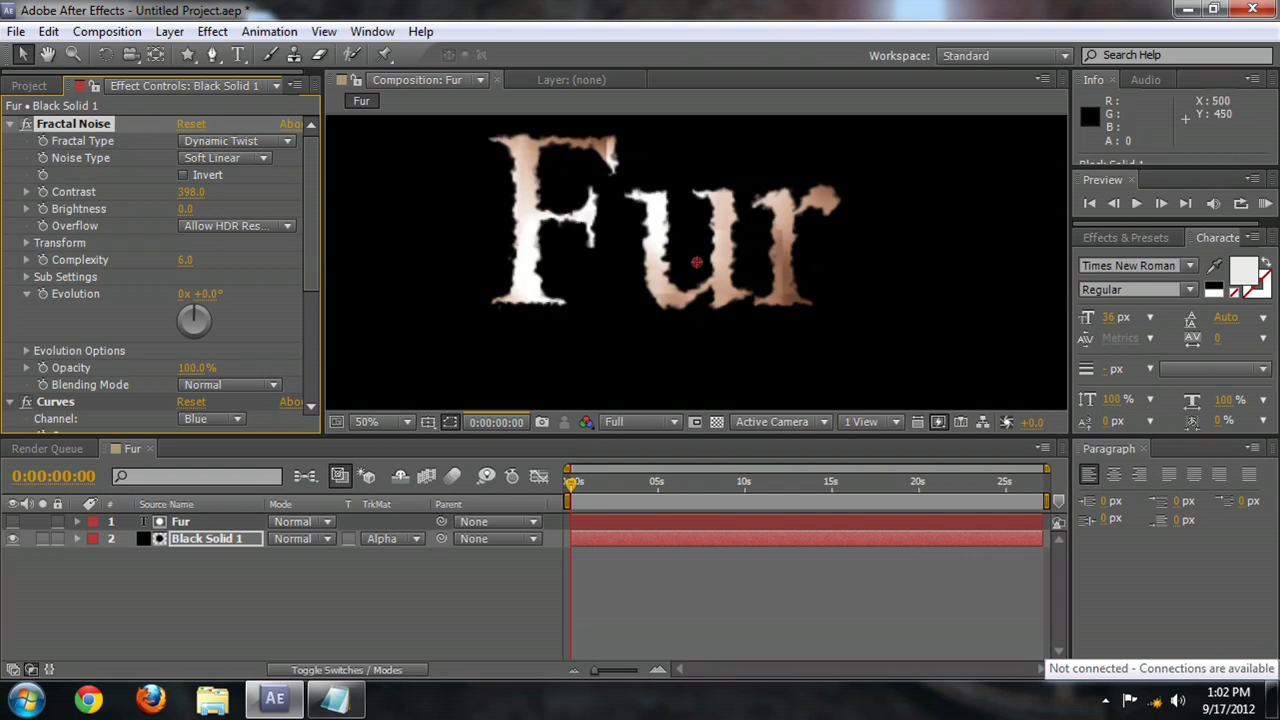 Adobe After Effects - Untitled Project.aep *
File Edit Composition Layer Effect Animation View Window Help
Workspace: Standard Search Help
Project Effect Controls: Black Solid 1 Composition: Fur Layer: (none) Info Audio
Fur • Black Solid 1 Fur
Fractal Noise Reset Abo
Fractal Type Dynamic Twist
Noise Type Soft Linear
Invert
Contrast 398.0
Brightness 0.0
Overflow Allow HDR Res...
Transform
Complexity 6.0
Sub Settings
Evolution 0x +0.0°
Evolution Options
Opacity 100.0%
Blending Mode Normal
Curves Reset Abo
Channel: Blue
Fur
50% 0:00:00:00 Full Active Camera 1 View +0.0
R: X: 500
G: Y: 450
B:
A: 0
Preview
Effects & Presets Characte
Times New Roman
Regular
36 px Auto
Metrics 0
- px
100 % 100 %
0 px 0 %
Render Queue Fur
0:00:00:00
# Source Name Mode T TrkMat Parent
1 T Fur Normal None
2 Black Solid 1 Normal Alpha None
05s 10s 15s 20s 25s
Toggle Switches / Modes
Paragraph
0 px 0 px 0 px
0 px 0 px
Not connected - Connections are available
1:02 PM
9/17/2012